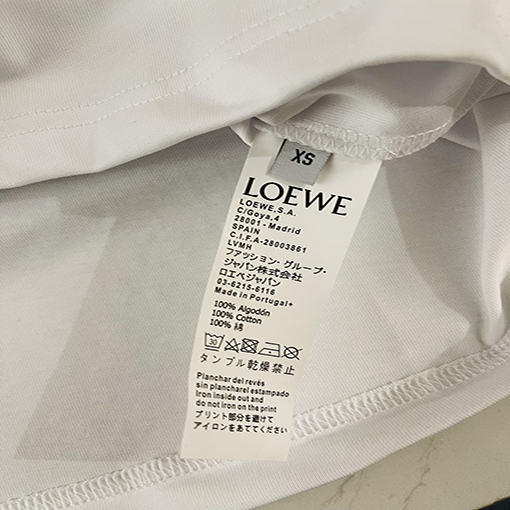 XS
LOEWE
LOEWE,S.A.
C/Goya,4
28001-Madrid
SPAIN
C.I.F.A-28003861
LVMH
ファッション・グループ・
ジャパン株式会社
ロエベジャパン
03-6215-6116
Made in Portugal+
100% Algodón
100% Cotton
100% 綿
30
タンブル乾燥禁止
Planchar del revés
sin plancharel estampado
Iron inside out and
do not iron on the print
プリント部分を避けて
アイロンをあててください